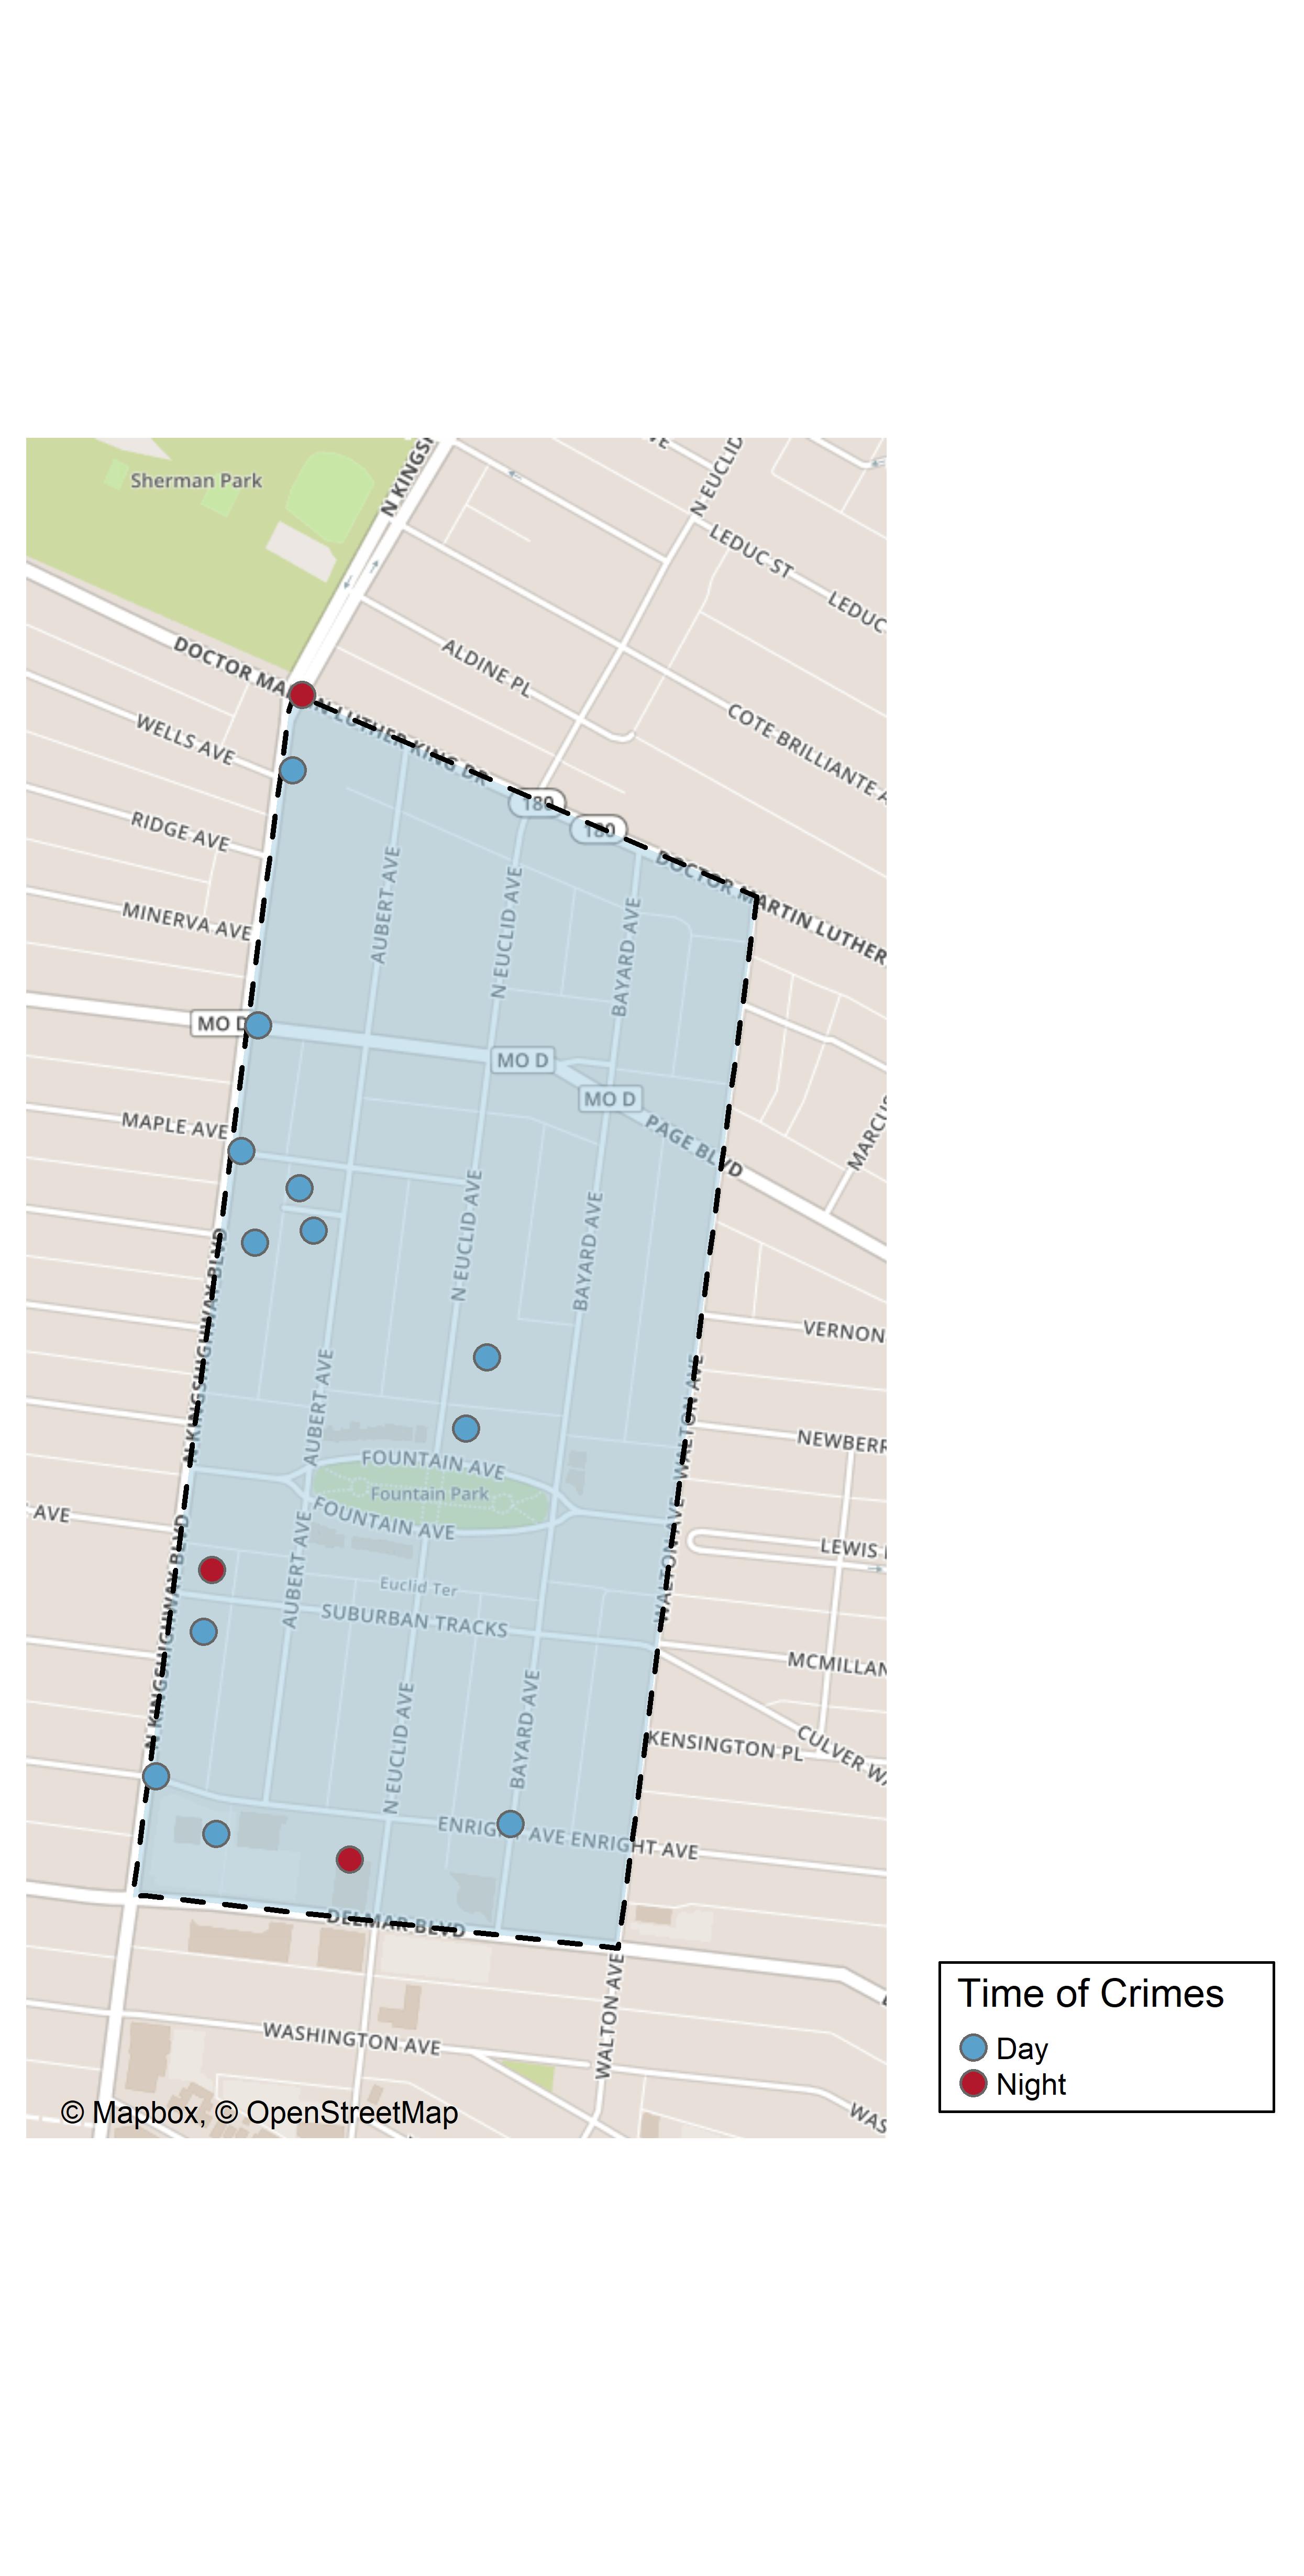 N KINGSH
N EUCLID
Sherman Park
LEDUC ST
LEDUC
ALDINE PL
DOCTOR MA
N LUTHER KING DR
WELLS AVE
COTE BRILLIANTE A
180
180
RIDGE AVE
AUBERT AVE
N EUCLID AVE
BAYARD AVE
DOCTOR MARTIN LUTHER
MINERVA AVE
MO D
MO D
MO D
MAPLE AVE
PAGE BLVD
MARCUS
N KINGSHIGHWAY BLVD
N EUCLID AVE
BAYARD AVE
VERNON
AUBERT AVE
WALTON AVE
NEWBERR
FOUNTAIN AVE
Fountain Park
FOUNTAIN AVE
AVE
WALTON AVE
LEWIS
N KINGSHIGHWAY BLVD
AUBERT AVE
Euclid Ter
SUBURBAN TRACKS
MCMILLAN
N EUCLID AVE
BAYARD AVE
KENSINGTON PL
CULVER WA
ENRIGHT AVE
ENRIGHT AVE
DELMAR BLVD
WALTON AVE
WASHINGTON AVE
WAS
© Mapbox, © OpenStreetMap
Time of Crimes
Day
Night